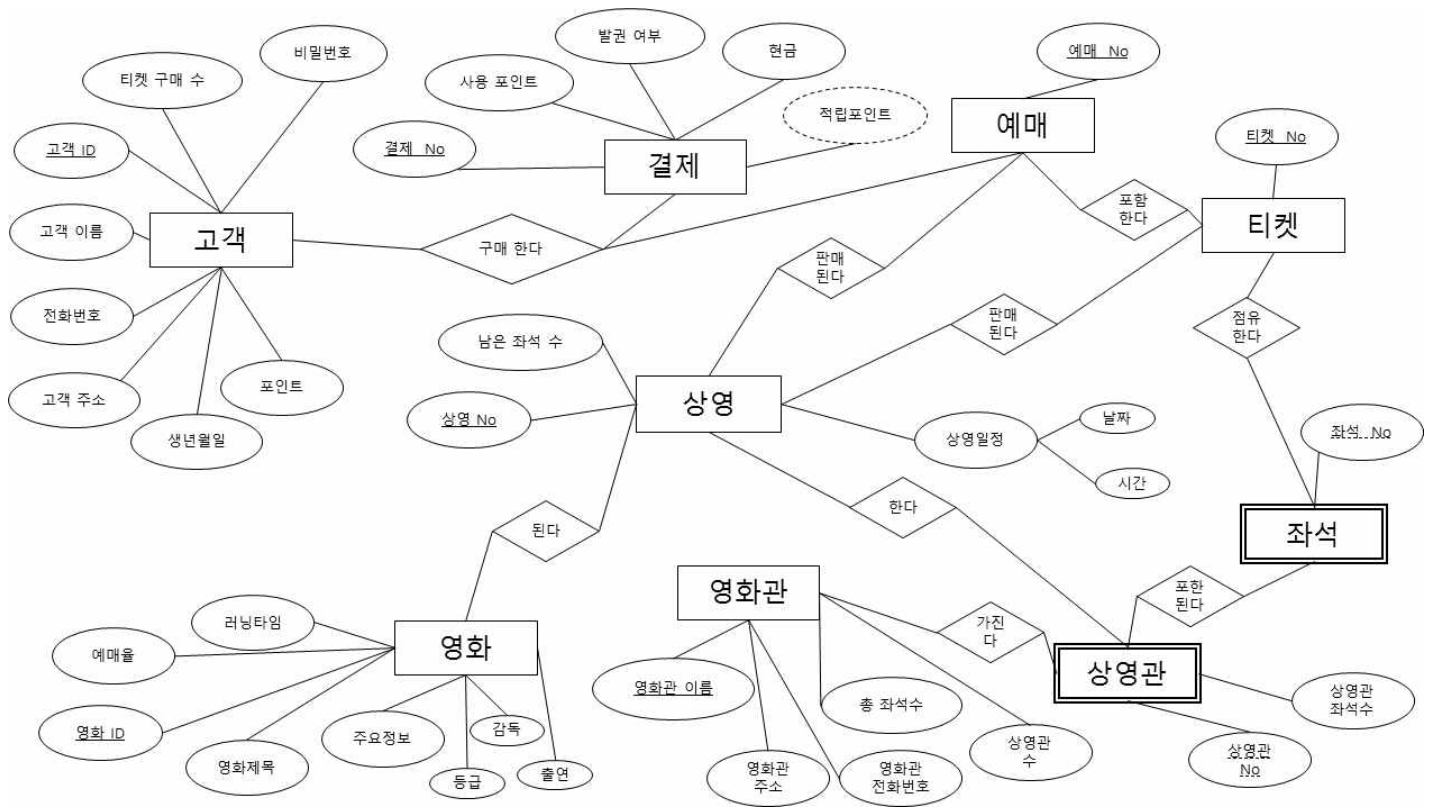 비밀번호
티켓 구매 수
고객 ID
고객 이름
고객
전화번호
고객 주소
생년월일
포인트
발권 여부
현금
사용 포인트
적립포인트
결제 No
결제
구매 한다
예매 No
예매
티켓 No
티켓
포함
한다
판매
된다
판매
된다
점유
한다
남은 좌석 수
상영 No
상영
상영일정
날짜
시간
좌석 No
좌석
된다
한다
포한
된다
영화관
가진
다
상영관
러닝타임
예매율
영화
영화 ID
영화제목
주요정보
등급
감독
출연
영화관 이름
영화관
주소
영화관
전화번호
총 좌석수
상영관
수
상영관
No
상영관
좌석수